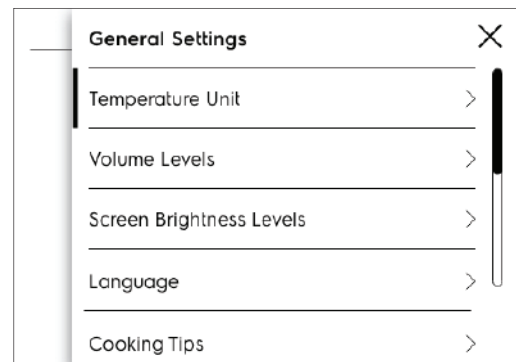 General Settings
Temperature Unit
Volume Levels
Screen Brightness Levels
Language
Cooking Tips